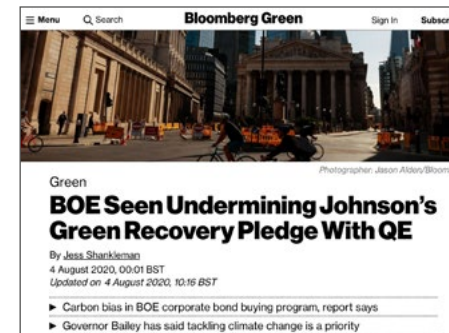 Menu Search Bloomberg Green Sign In Subscr
Photographer: Jason Alden/Bloom
Green
BOE Seen Undermining Johnson's
Green Recovery Pledge With QE
By Jess Shankleman
4 August 2020, 00:01 BST
Updated on 4 August 2020, 10:16 BST
► Carbon bias in BOE corporate bond buying program, report says
► Governor Bailey has said tackling climate change is a priority